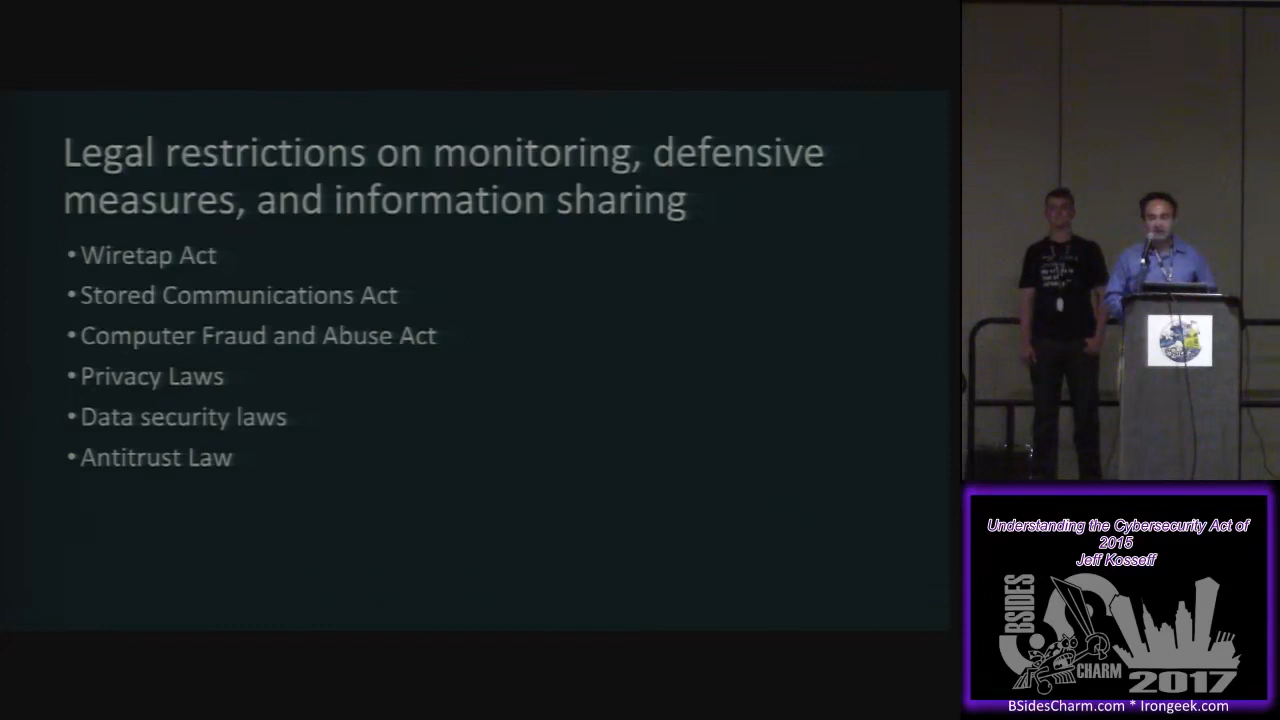 Legal restrictions on monitoring, defensive
measures, and information sharing
•Wiretap Act
•Stored Communications Act
•Computer Fraud and Abuse Act
•Privacy Laws
•Data security laws
•Antitrust Law
Understanding the Cybersecurity Act of
2015
Jeff Kosseff
BSIDES
CHARM
2017
BSidesCharm.com * Irongeek.com